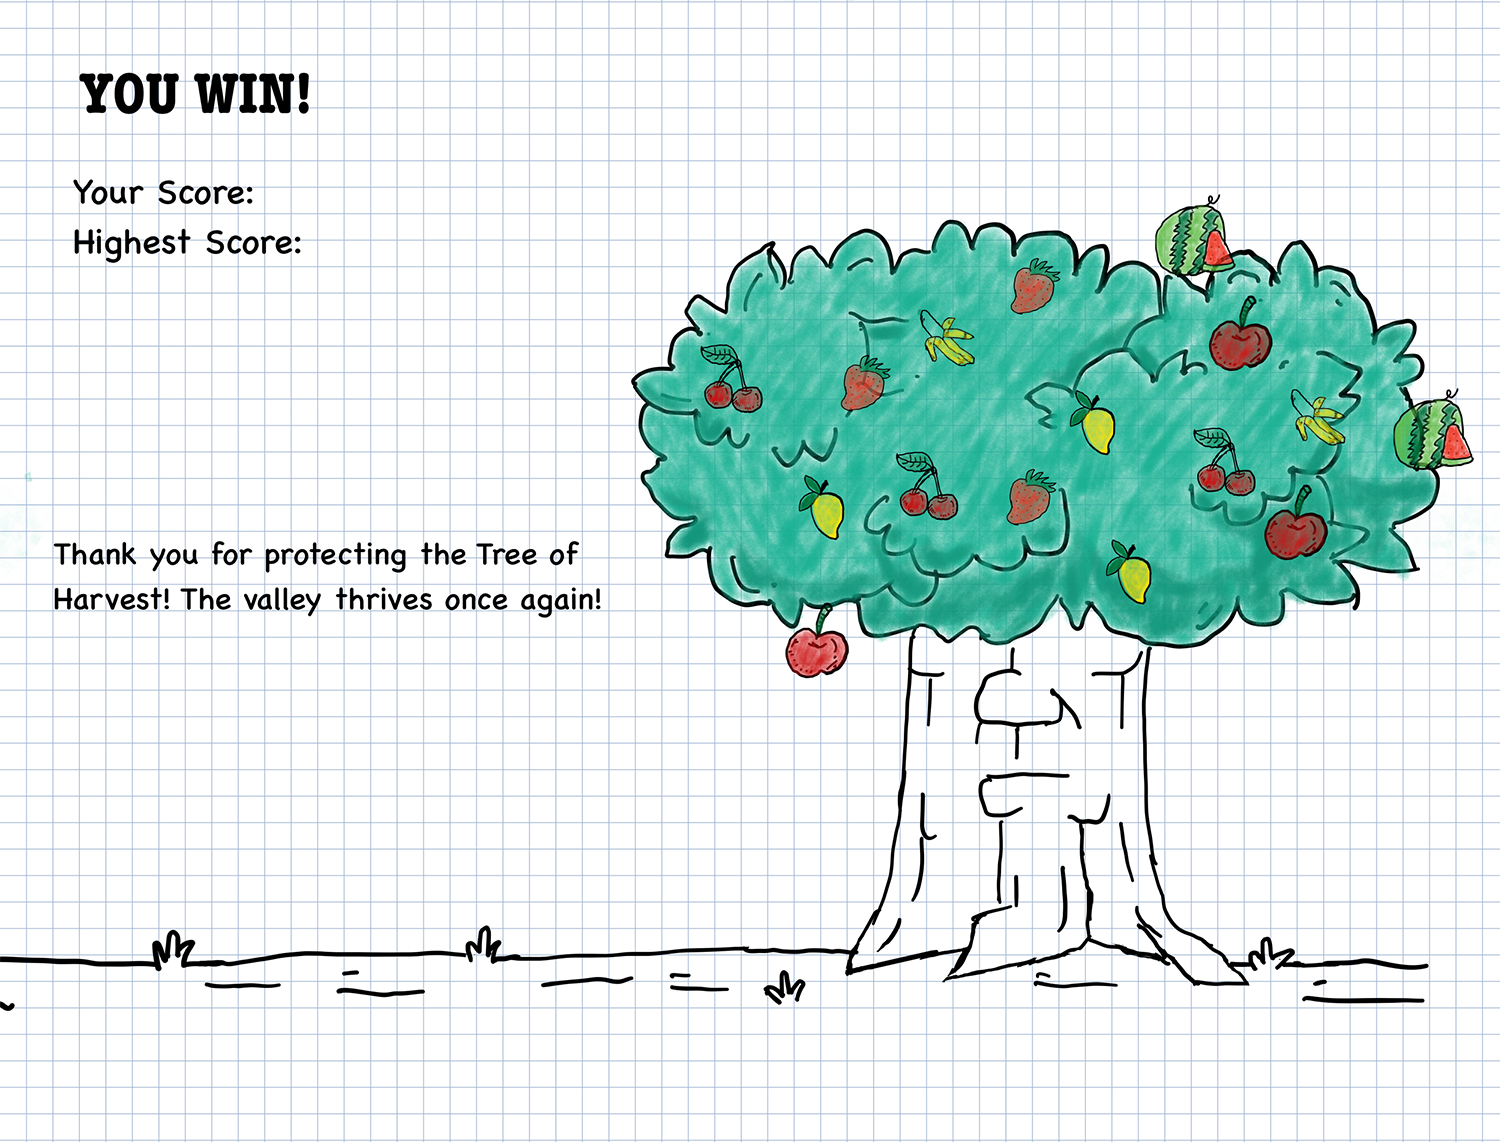 YOU WIN!
Your Score:
Highest Score:
Thank you for protecting the Tree of
Harvest! The valley thrives once again!